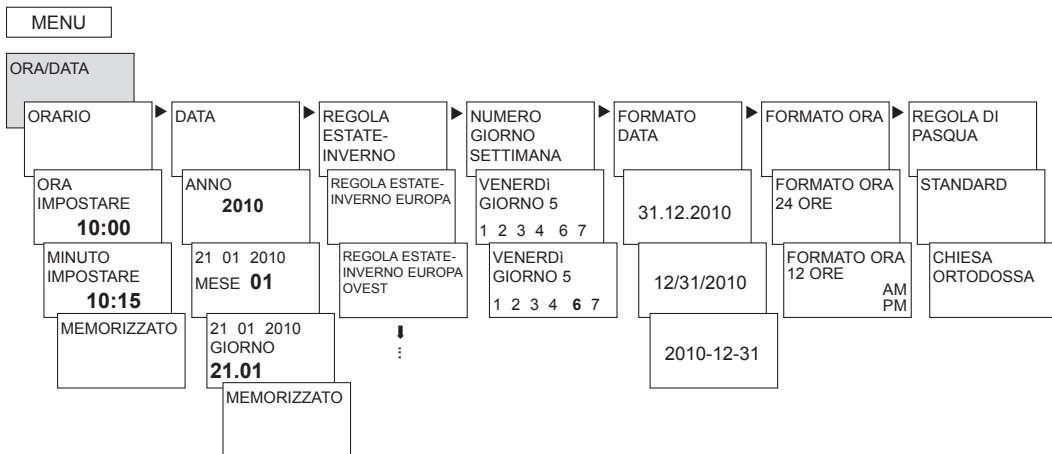 MENU
ORA/DATA
ORARIO
ORA
IMPOSTARE
10:00
MINUTO
IMPOSTARE
10:15
MEMORIZZATO
DATA
ANNO
2010
21 01 2010
MESE 01
21 01 2010
GIORNO
21.01
MEMORIZZATO
REGOLA
ESTATE-
INVERNO
REGOLA ESTATE-
INVERNO EUROPA
REGOLA ESTATE-
INVERNO EUROPA
OVEST
NUMERO
GIORNO
SETTIMANA
VENERDì
GIORNO 5
1 2 3 4 6 7
VENERDì
GIORNO 5
1 2 3 4 6 7
FORMATO
DATA
31.12.2010
12/31/2010
2010-12-31
FORMATO ORA
FORMATO ORA
24 ORE
FORMATO ORA
12 ORE
AM
PM
REGOLA DI
PASQUA
STANDARD
CHIESA
ORTODOSSA